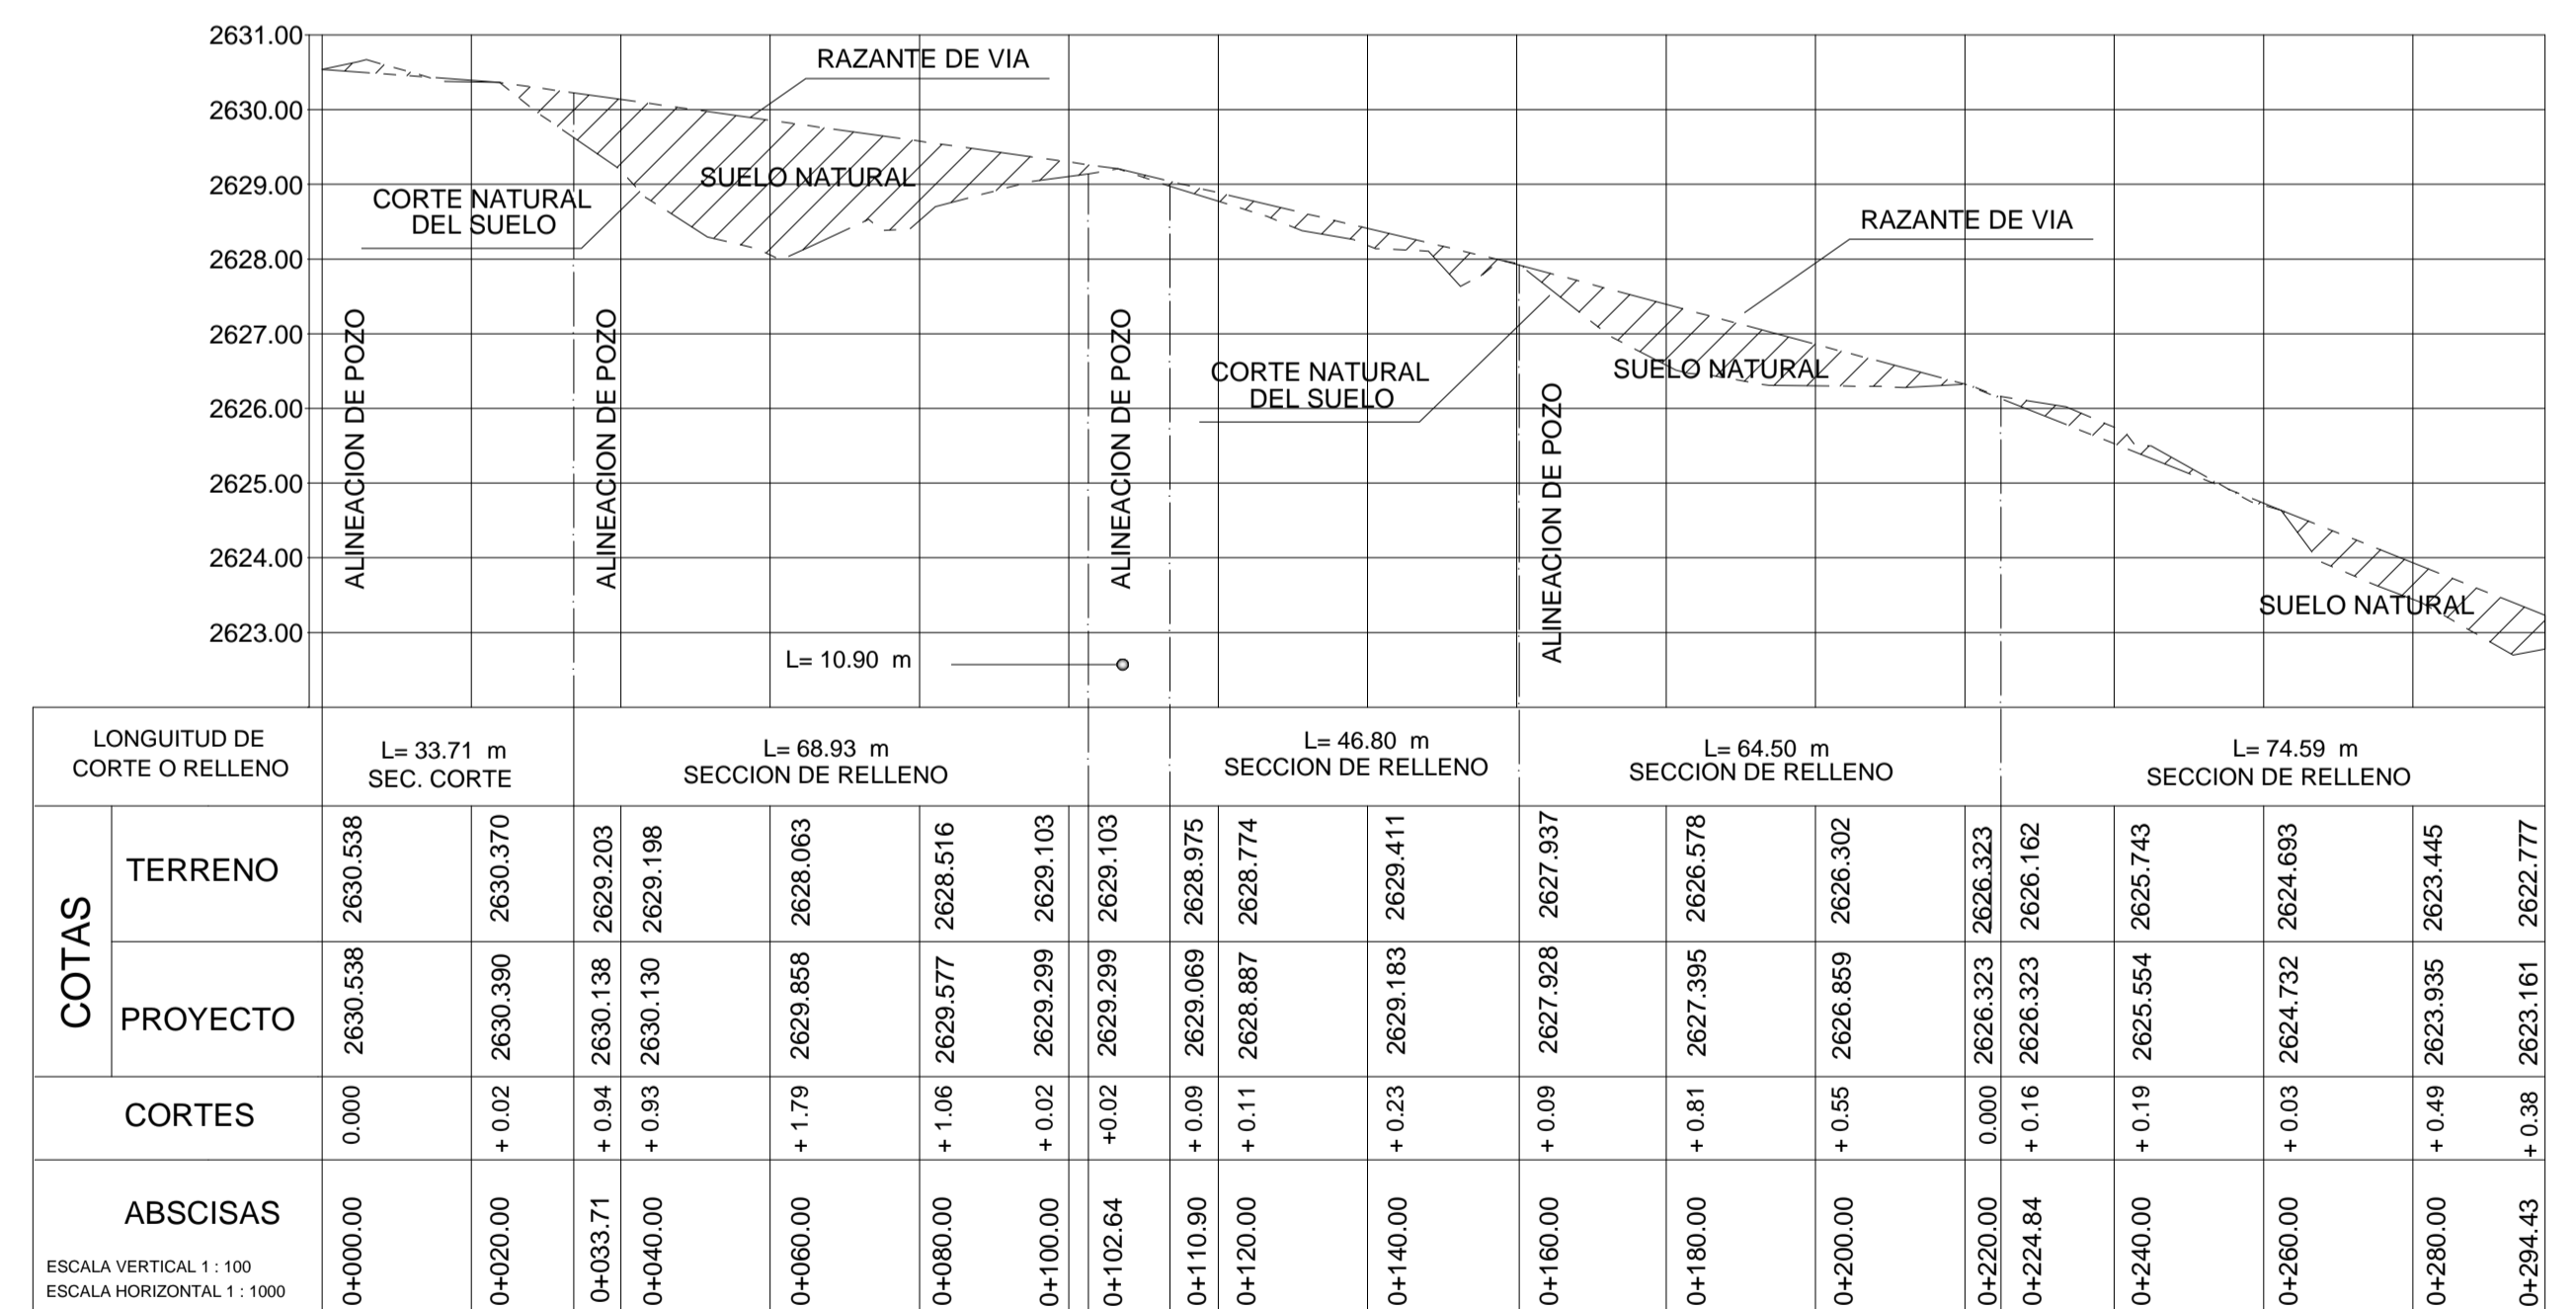 2631.00
2630.00
2629.00
2628.00
2627.00
2626.00
2625.00
2624.00
2623.00
RAZANTE DE VIA
SUELO NATURAL
CORTE NATURAL
DEL SUELO
RAZANTE DE VIA
CORTE NATURAL
DEL SUELO
SUELO NATURAL
SUELO NATURAL
ALINEACION DE POZO
ALINEACION DE POZO
ALINEACION DE POZO
ALINEACION DE POZO
L= 10.90 m
LONGUITUD DE
CORTE O RELLENO
L= 33.71 m
SEC. CORTE
L= 68.93 m
SECCION DE RELLENO
L= 46.80 m
SECCION DE RELLENO
L= 64.50 m
SECCION DE RELLENO
L= 74.59 m
SECCION DE RELLENO
COTAS
TERRENO
2630.538
2630.370
2629.203
2629.198
2628.063
2628.516
2629.103
2629.103
2628.975
2628.774
2629.411
2627.937
2626.578
2626.302
2626.323
2626.162
2625.743
2624.693
2623.445
2622.777
PROYECTO
2630.538
2630.390
2630.138
2630.130
2629.858
2629.577
2629.299
2629.299
2629.069
2628.887
2629.183
2627.928
2627.395
2626.859
2626.323
2626.323
2625.554
2624.732
2623.935
2623.161
CORTES
0.000
+ 0.02
+ 0.94
+ 0.93
+ 1.79
+ 1.06
+ 0.02
+0.02
+ 0.09
+ 0.11
+ 0.23
+ 0.09
+ 0.81
+ 0.55
0.000
+ 0.16
+ 0.19
+ 0.03
+ 0.49
+ 0.38
ABSCISAS
0+000.00
0+020.00
0+033.71
0+040.00
0+060.00
0+080.00
0+100.00
0+102.64
0+110.90
0+120.00
0+140.00
0+160.00
0+180.00
0+200.00
0+220.00
0+224.84
0+240.00
0+260.00
0+280.00
0+294.43
ESCALA VERTICAL 1 : 100
ESCALA HORIZONTAL 1 : 1000